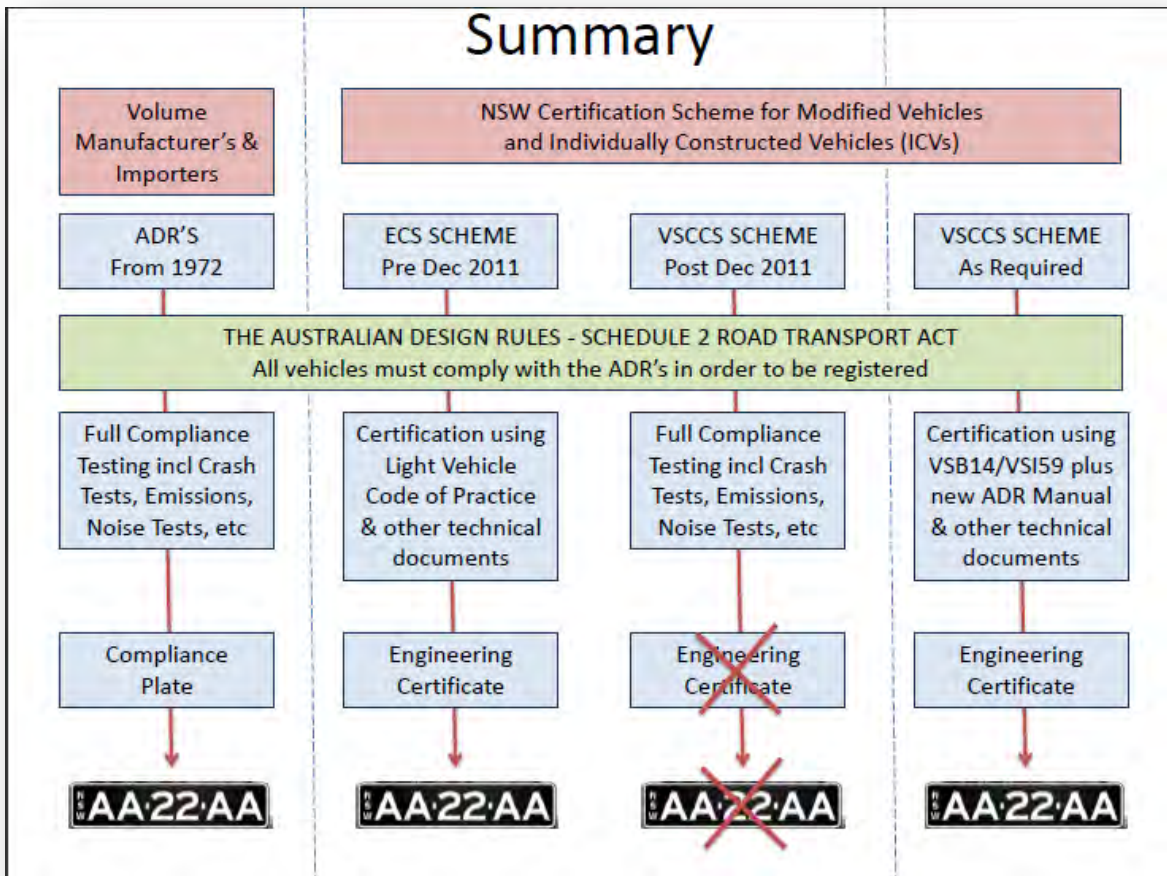 Summary
Volume
Manufacturer's &
Importers
NSW Certification Scheme for Modified Vehicles
and Individually Constructed Vehicles (ICVs)
ADR'S
From 1972
ECS SCHEME
Pre Dec 2011
VSCCS SCHEME
Post Dec 2011
VSCCS SCHEME
As Required
THE AUSTRALIAN DESIGN RULES - SCHEDULE 2 ROAD TRANSPORT ACT
All vehicles must comply with the ADR's in order to be registered
Full Compliance
Testing incl Crash
Tests, Emissions,
Noise Tests, etc
Certification using
Light Vehicle
Code of Practice
& other technical
documents
Full Compliance
Testing incl Crash
Tests, Emissions,
Noise Tests, etc
Certification using
VSB14/VSI59 plus
new ADR Manual
& other technical
documents
Compliance
Plate
Engineering
Certificate
Engineering
Certificate
Engineering
Certificate
NSW AA·22·AA
NSW AA·22·AA
NSW AA·22·AA
NSW AA·22·AA